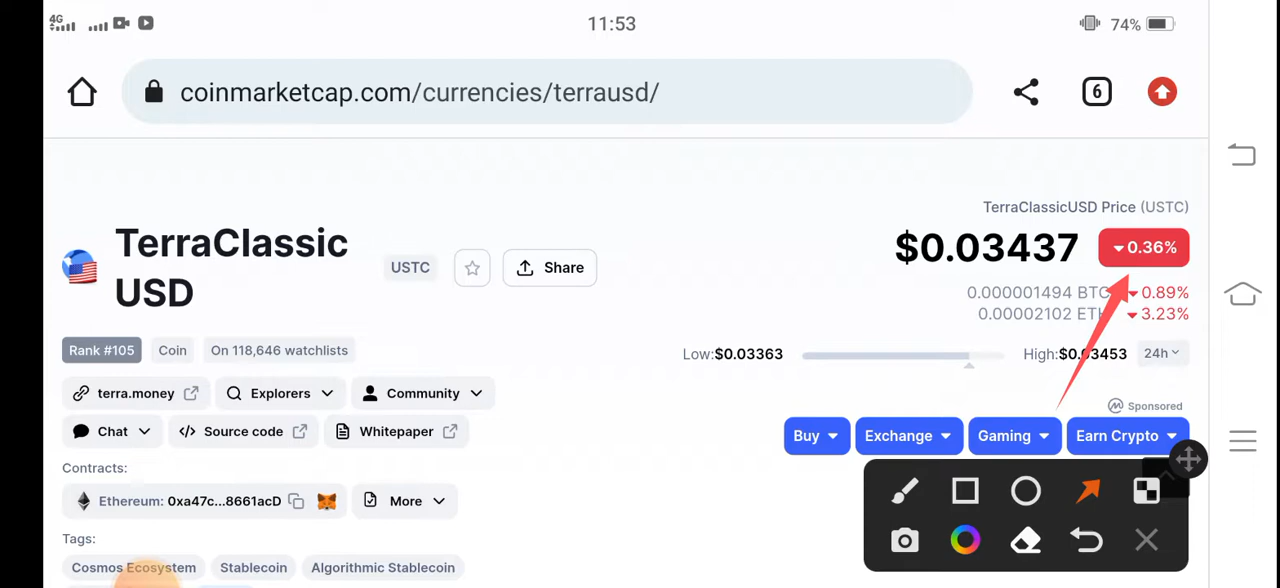 4G 11:53 74%
coinmarketcap.com/currencies/terrausd/ 6
TerraClassicUSD Price (USTC)
TerraClassic
USD
USTC
Share
$0.03437 0.36%
0.000001494 BTC 0.89%
0.00002102 ETH 3.23%
Rank #105 Coin On 118,646 watchlists
Low:$0.03363 High:$0.03453 24h
terra.money Explorers Community
Sponsored
Chat Source code Whitepaper
Buy Exchange Gaming Earn Crypto
Contracts:
Ethereum: 0xa47c...8661acD More
Tags:
Cosmos Ecosystem Stablecoin Algorithmic Stablecoin